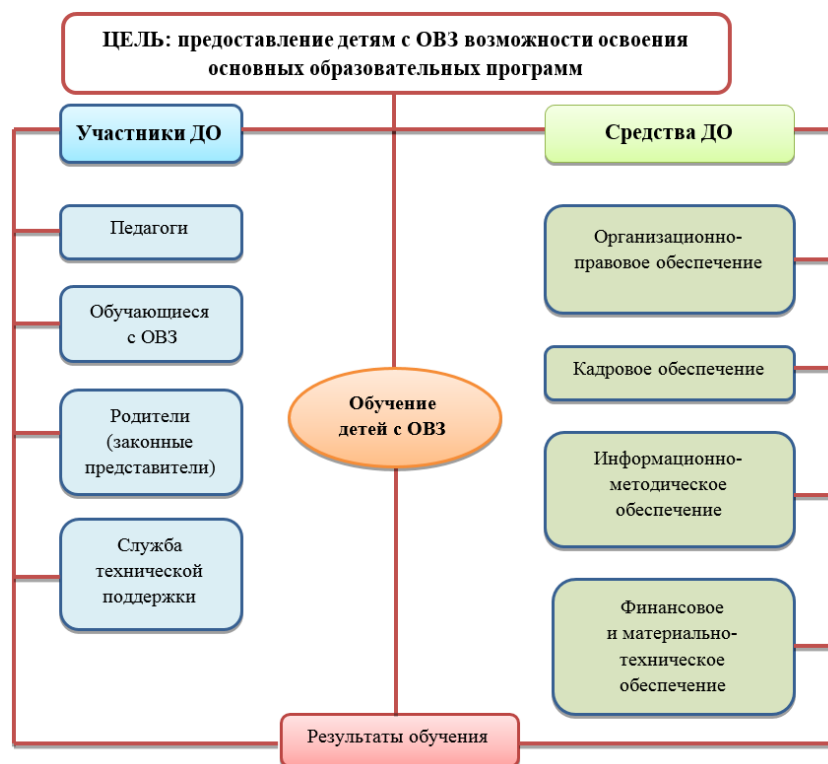 ЦЕЛЬ: предоставление детям с ОВЗ возможности освоения
основных образовательных программ
Участники ДО
Педагоги
Обучающиеся
с ОВЗ
Родители
(законные
представители)
Служба
технической
поддержки
Обучение
детей с ОВЗ
Средства ДО
Организационно-
правовое обеспечение
Кадровое обеспечение
Информационно-
методическое
обеспечение
Финансовое
и материально-
техническое
обеспечение
Результаты обучения